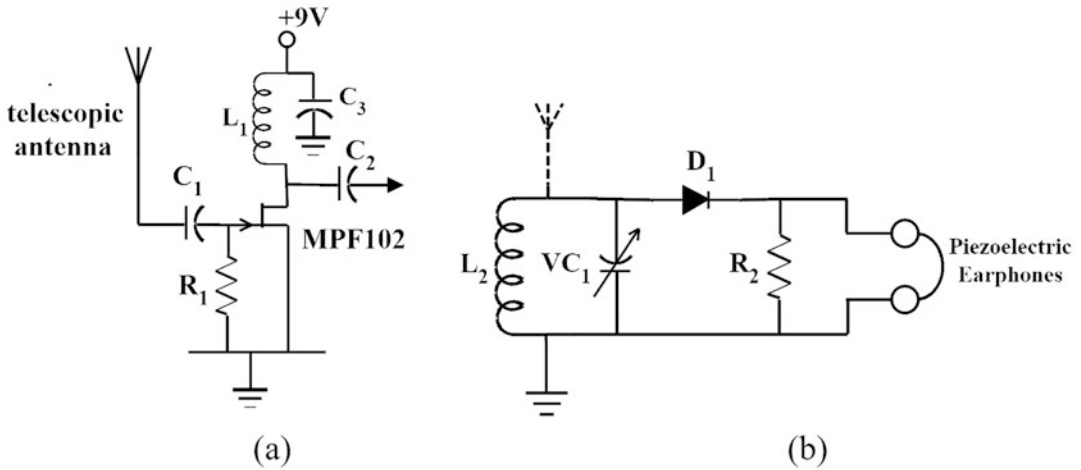 +9V
telescopic
antenna
L₁
C₃
C₂
C₁
MPF102
R₁
(a)
D₁
L₂
VC₁
R₂
Piezoelectric
Earphones
(b)